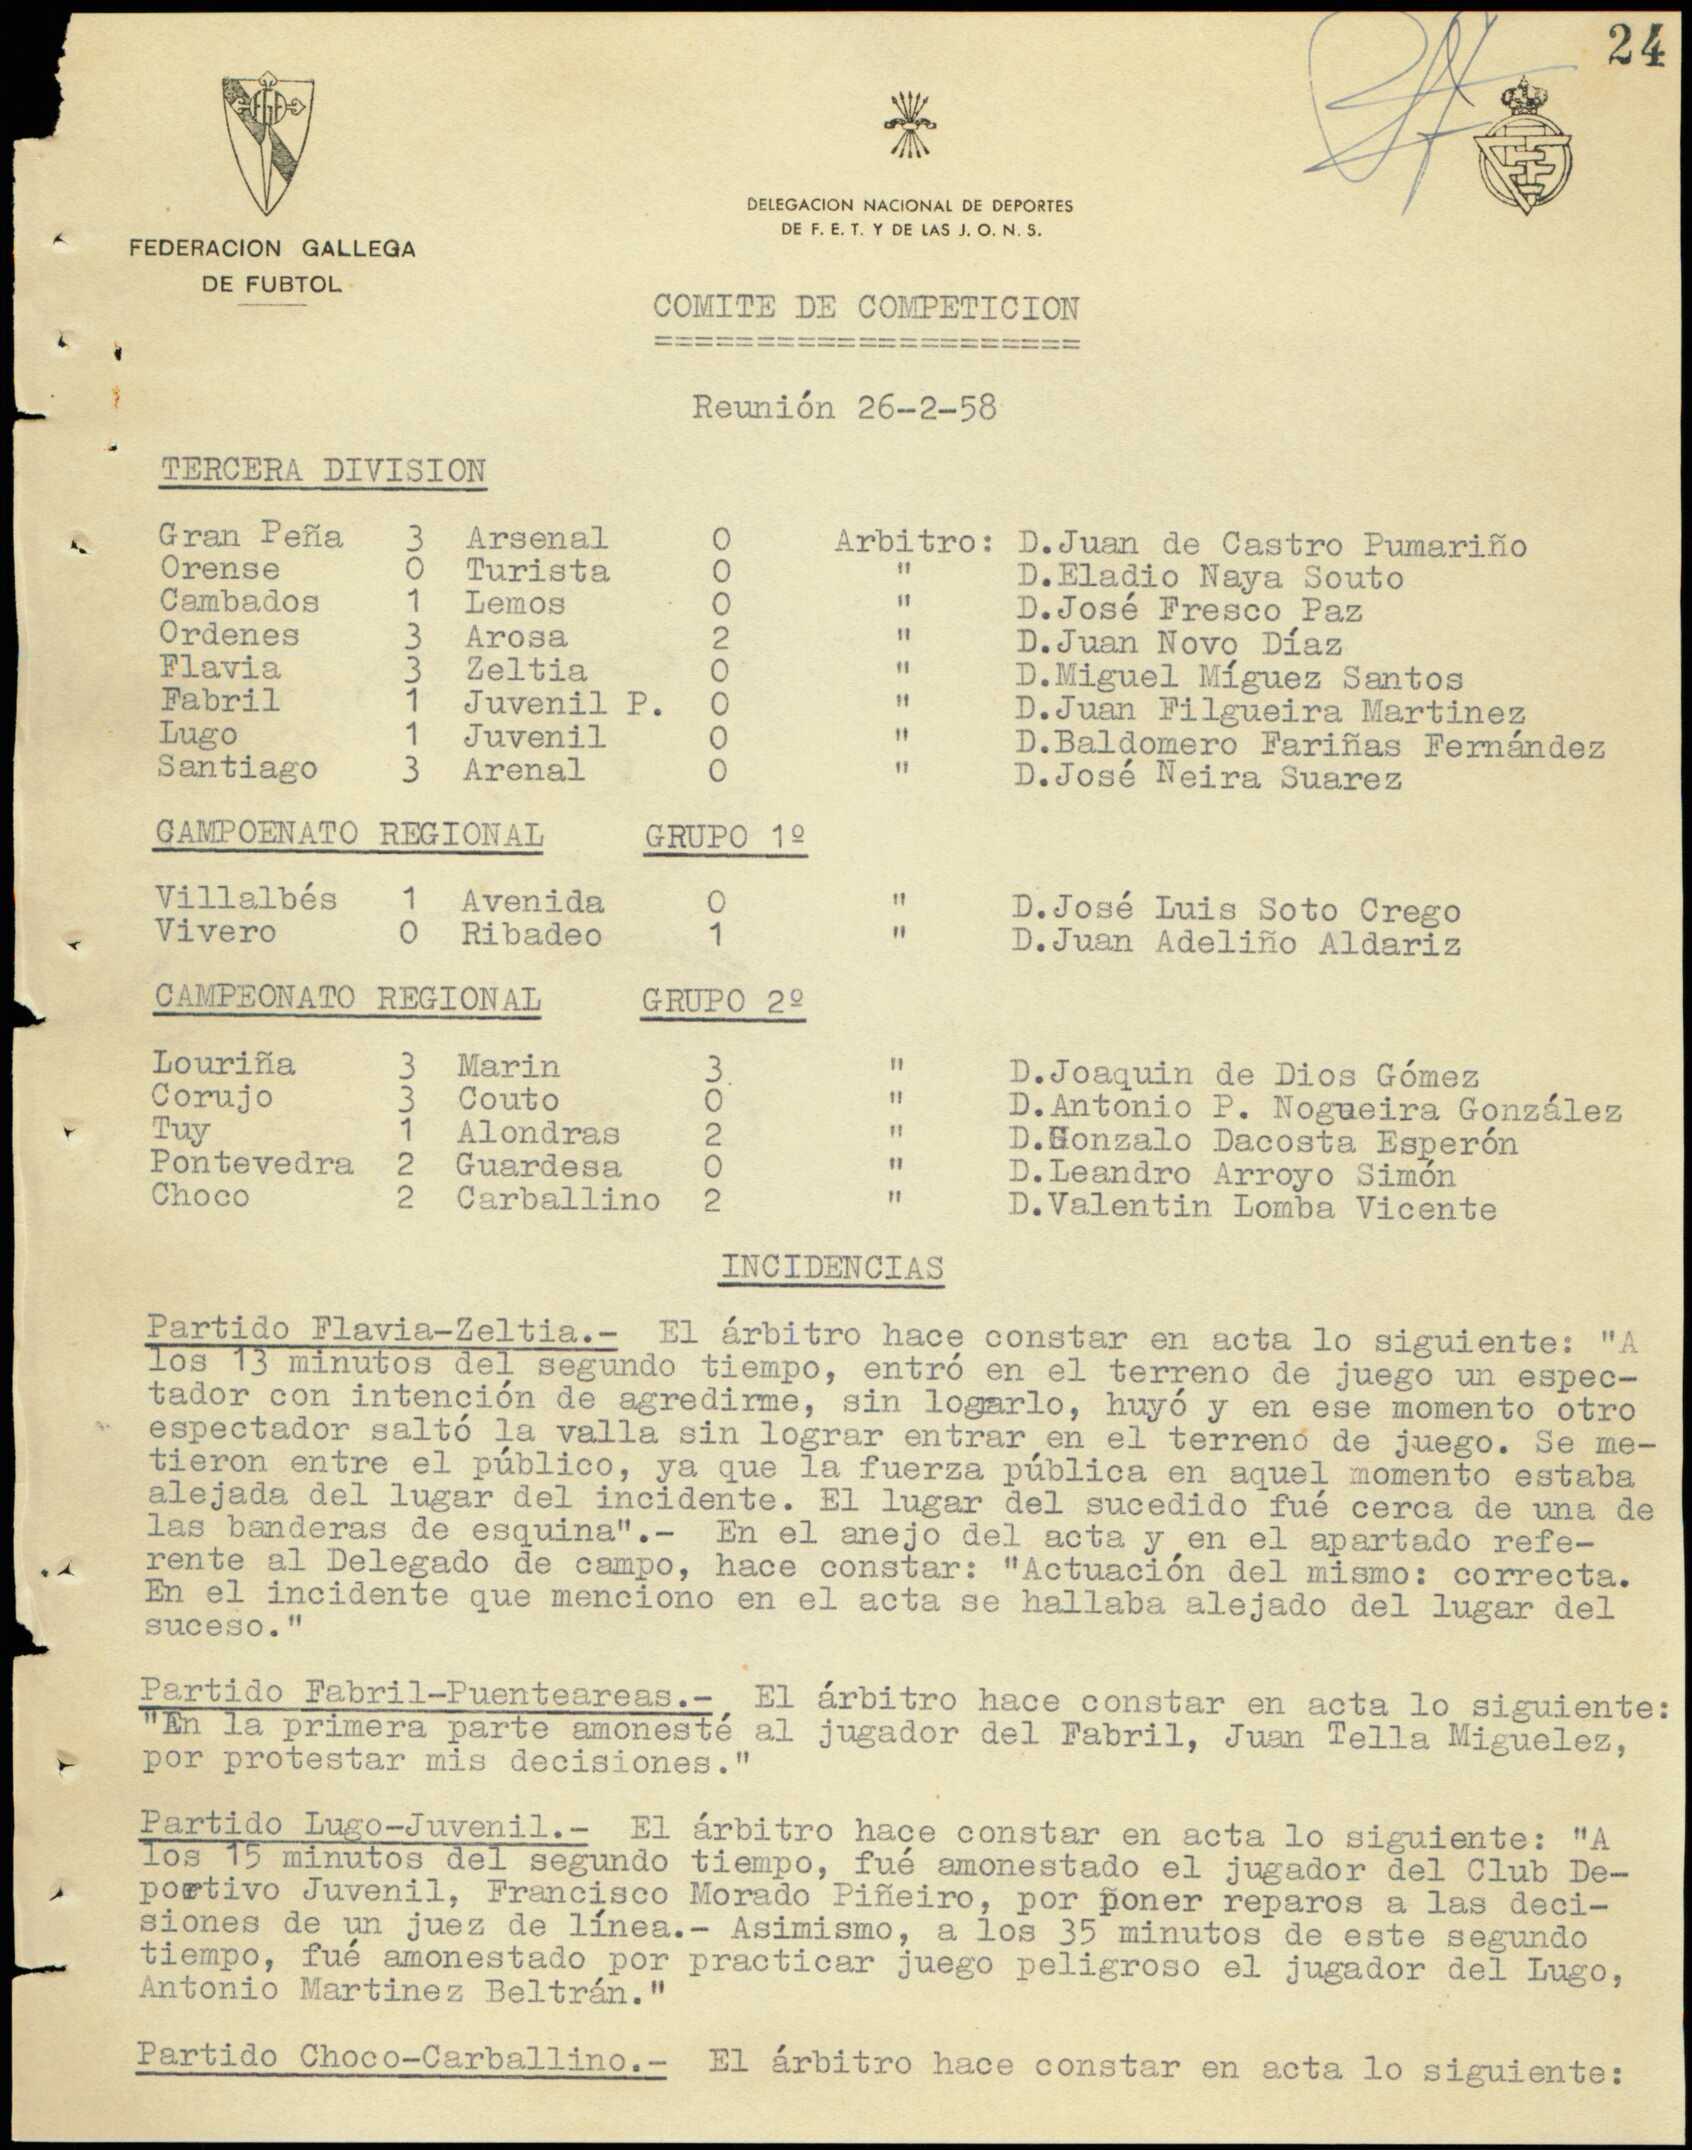 24
FEDERACION GALLEGA
DE FUBTOL
DELEGACION NACIONAL DE DEPORTES
DE F. E. T. Y DE LAS J. O. N. S.
COMITE DE COMPETICION
=====================
Reunión 26-2-58
TERCERA DIVISION
Gran Peña 3 Arsenal 0 Arbitro: D.Juan de Castro Pumariño
Orense 0 Turista 0 " D.Eladio Naya Souto
Cambados 1 Lemos 0 " D.José Fresco Paz
Ordenes 3 Arosa 2 " D.Juan Novo Díaz
Flavia 3 Zeltia 0 " D.Miguel Míguez Santos
Fabril 1 Juvenil P. 0 " D.Juan Filgueira Martinez
Lugo 1 Juvenil 0 " D.Baldomero Fariñas Fernández
Santiago 3 Arenal 0 " D.José Neira Suarez
CAMPOENATO REGIONAL GRUPO 1º
Villalbés 1 Avenida 0 " D.José Luis Soto Crego
Vivero 0 Ribadeo 1 " D.Juan Adeliño Aldariz
CAMPEONATO REGIONAL GRUPO 2º
Louriña 3 Marin 3 " D.Joaquin de Dios Gómez
Corujo 3 Couto 0 " D.Antonio P. Nogueira González
Tuy 1 Alondras 2 " D.Gonzalo Dacosta Esperón
Pontevedra 2 Guardesa 0 " D.Leandro Arroyo Simón
Choco 2 Carballino 2 " D.Valentin Lomba Vicente
INCIDENCIAS
Partido Flavia-Zeltia.- El árbitro hace constar en acta lo siguiente: "A
los 13 minutos del segundo tiempo, entró en el terreno de juego un espec-
tador con intención de agredirme, sin lograrlo, huyó y en ese momento otro
espectador saltó la valla sin lograr entrar en el terreno de juego. Se me-
tieron entre el público, ya que la fuerza pública en aquel momento estaba
alejada del lugar del incidente. El lugar del sucedido fué cerca de una de
las banderas de esquina".- En el anejo del acta y en el apartado refe-
rente al Delegado de campo, hace constar: "Actuación del mismo: correcta.
En el incidente que menciono en el acta se hallaba alejado del lugar del
suceso."
Partido Fabril-Puenteareas.- El árbitro hace constar en acta lo siguiente:
"En la primera parte amonesté al jugador del Fabril, Juan Tella Miguelez,
por protestar mis decisiones."
Partido Lugo-Juvenil.- El árbitro hace constar en acta lo siguiente: "A
los 15 minutos del segundo tiempo, fué amonestado el jugador del Club De-
portivo Juvenil, Francisco Morado Piñeiro, por poner reparos a las deci-
siones de un juez de línea.- Asimismo, a los 35 minutos de este segundo
tiempo, fué amonestado por practicar juego peligroso el jugador del Lugo,
Antonio Martinez Beltrán."
Partido Choco-Carballino.- El árbitro hace constar en acta lo siguiente: